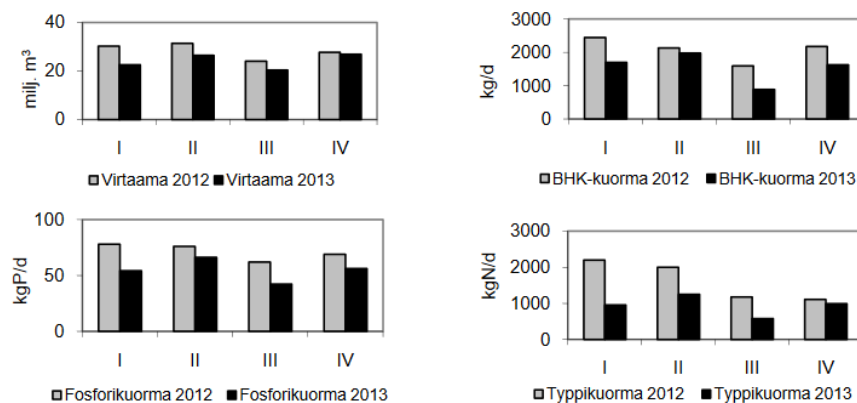 milj. m³
40
20
0
I II III IV
Virtaama 2012 Virtaama 2013
kg/d
3000
2000
1000
0
I II III IV
BHK-kuorma 2012 BHK-kuorma 2013
kgP/d
100
50
0
I II III IV
Fosforikuorma 2012 Fosforikuorma 2013
kgN/d
3000
2000
1000
0
I II III IV
Typpikuorma 2012 Typpikuorma 2013